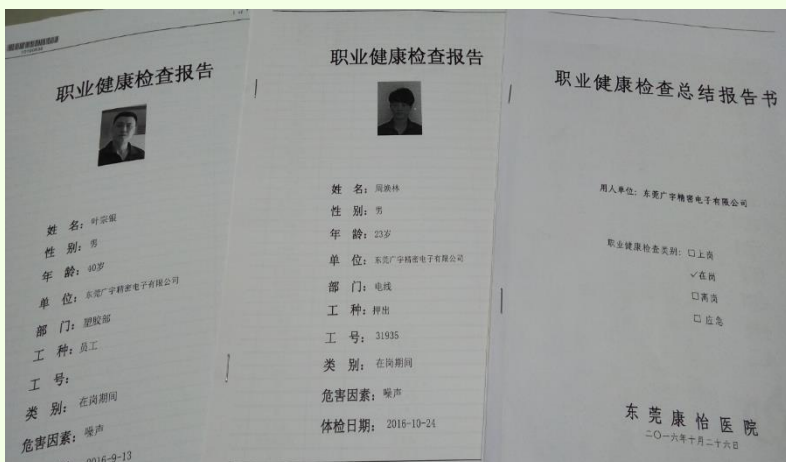 职业健康检查报告
姓 名：叶宗银
性 别：男
年 龄：40岁
单 位：东莞广宇精密电子有限公司
部 门：塑胶部
工 种：员工
工 号：
类 别：在岗期间
危害因素：噪声
2016-9-13
职业健康检查报告
姓 名：周焕林
性 别：男
年 龄：23岁
单 位：东莞广宇精密电子有限公司
部 门：电线
工 种：押出
工 号：31935
类 别：在岗期间
危害因素：噪声
体检日期：2016-10-24
职业健康检查总结报告书
用人单位：东莞广宇精密电子有限公司
职业健康检查类别：□上岗
✓在岗
□离岗
□应急
东莞康怡医院
二〇一六年十月二十六日